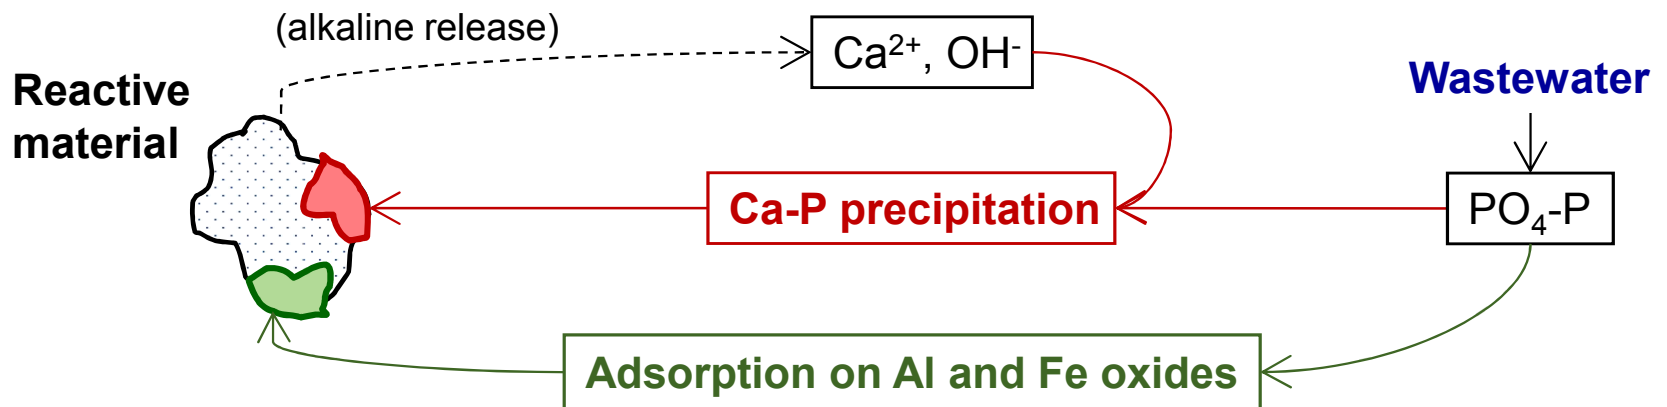 (alkaline release)
Ca²⁺, OH⁻
Reactive
material
Wastewater
Ca-P precipitation
PO₄-P
Adsorption on Al and Fe oxides